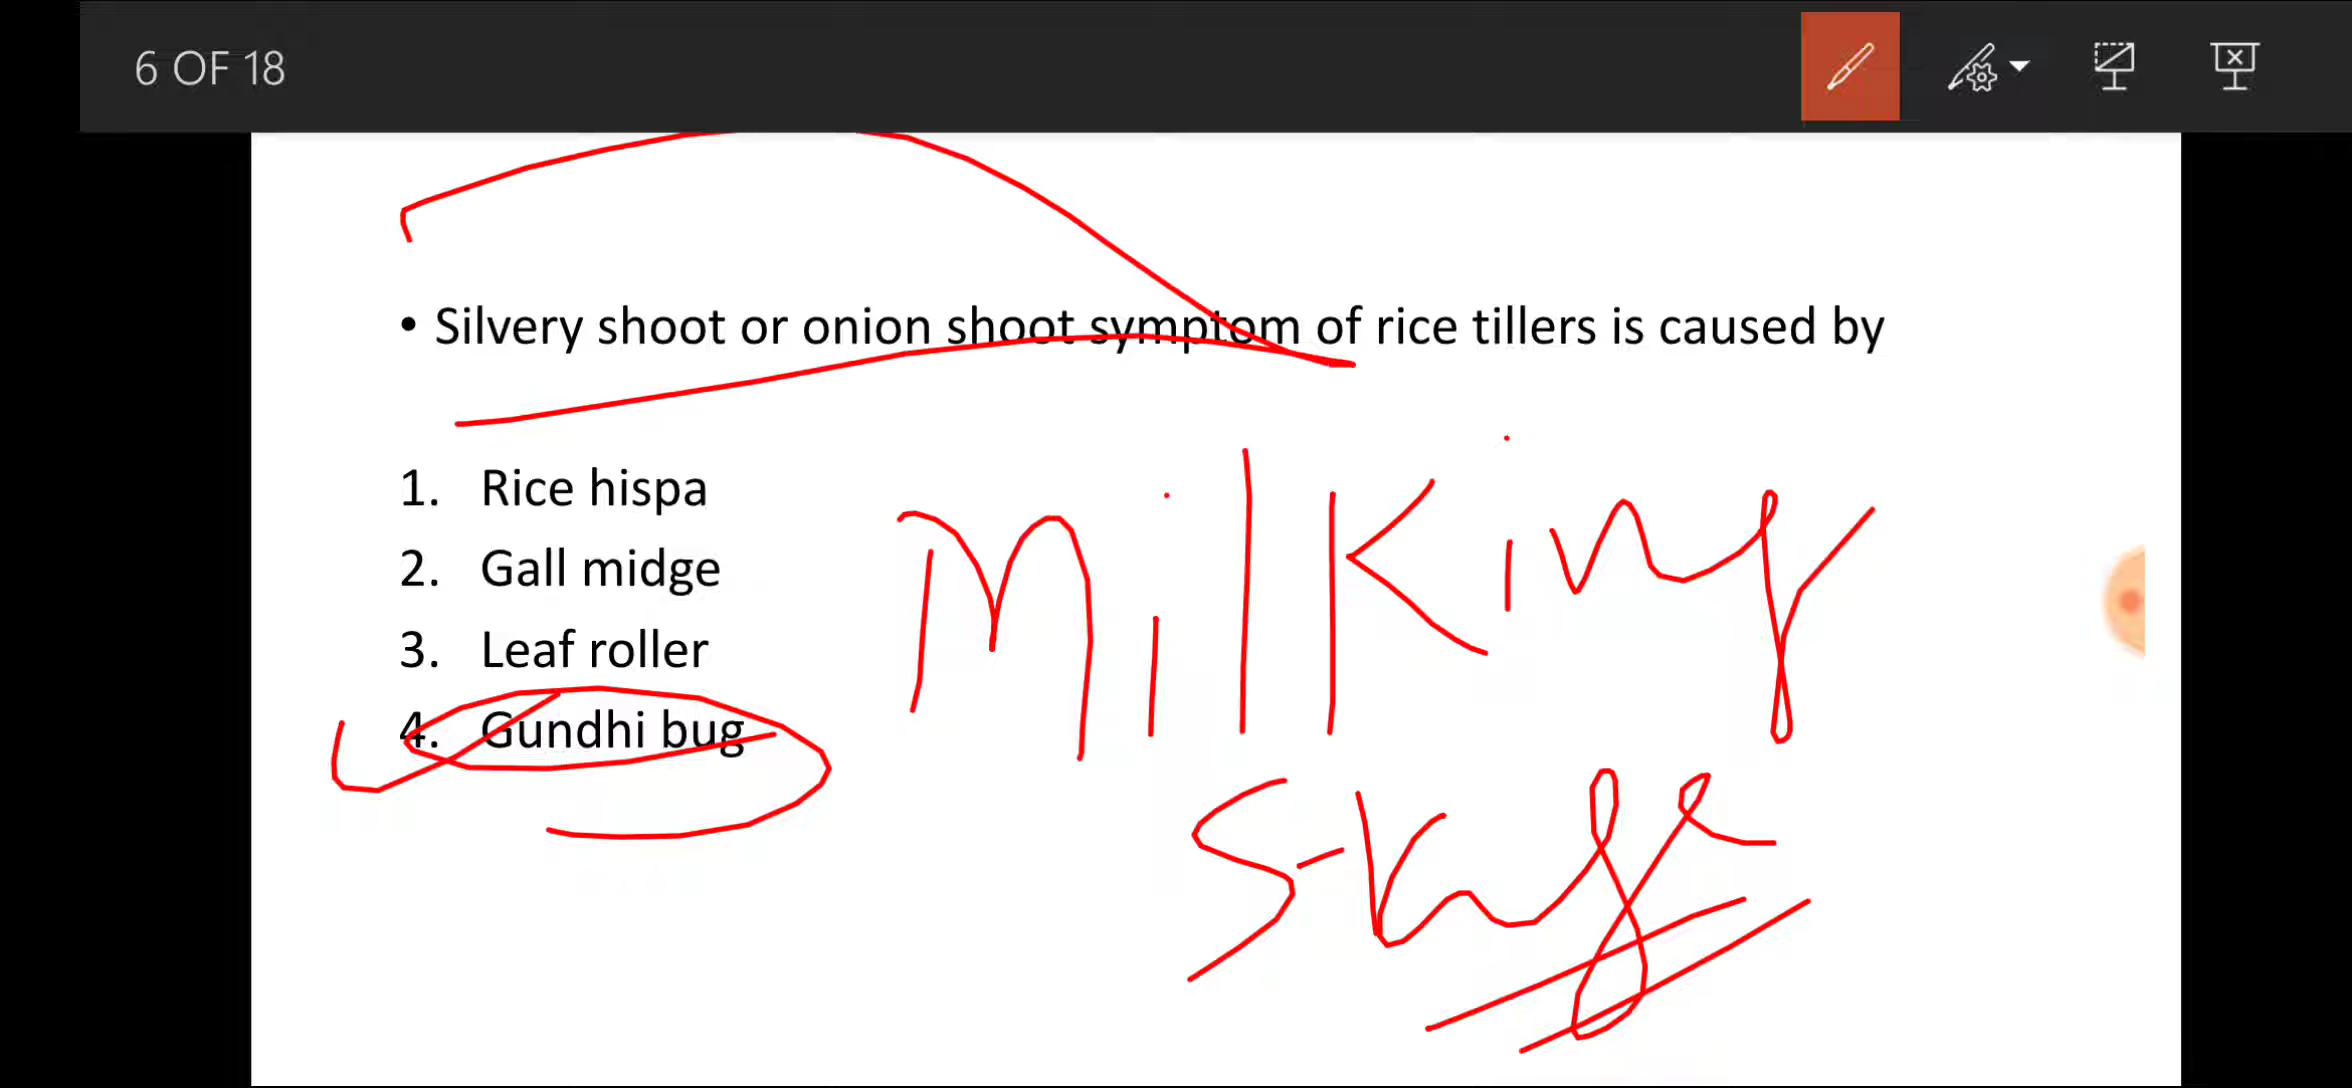 6 OF 18
• Silvery shoot or onion shoot symptom of rice tillers is caused by
1. Rice hispa
2. Gall midge
3. Leaf roller
4. Gundhi bug
Milking
Stage